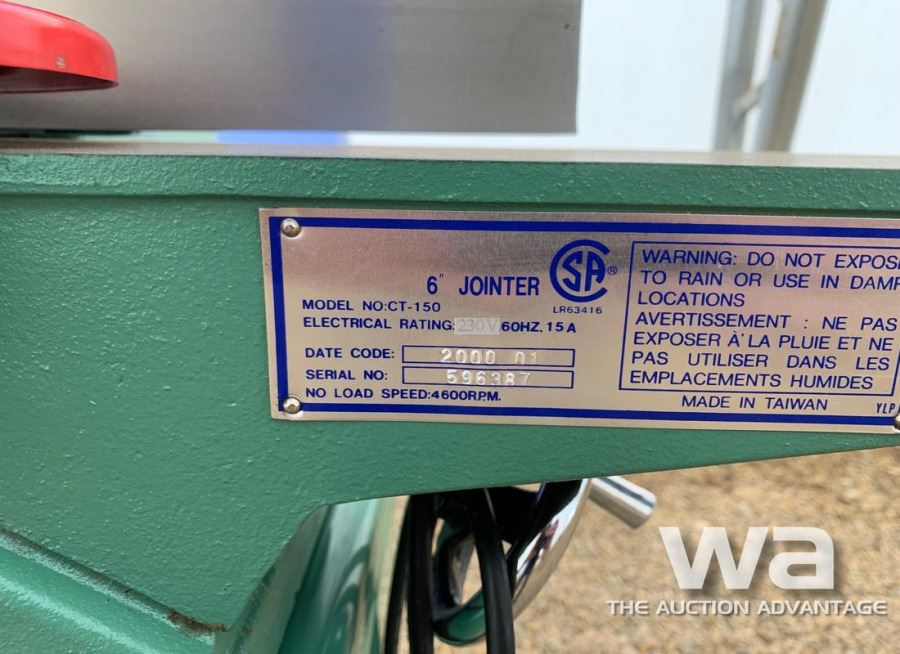 6" JOINTER
CSA®
LR63416
MODEL NO:CT-150
ELECTRICAL RATING: 230V 60HZ. 15A
DATE CODE: 2000 01
SERIAL NO: 596387
NO LOAD SPEED:4600RPM.
WARNING: DO NOT EXPOSE
TO RAIN OR USE IN DAMP
LOCATIONS
AVERTISSEMENT : NE PAS
EXPOSER À LA PLUIE ET NE
PAS UTILISER DANS LES
EMPLACEMENTS HUMIDES
MADE IN TAIWAN
YLP
wa
THE AUCTION ADVANTAGE